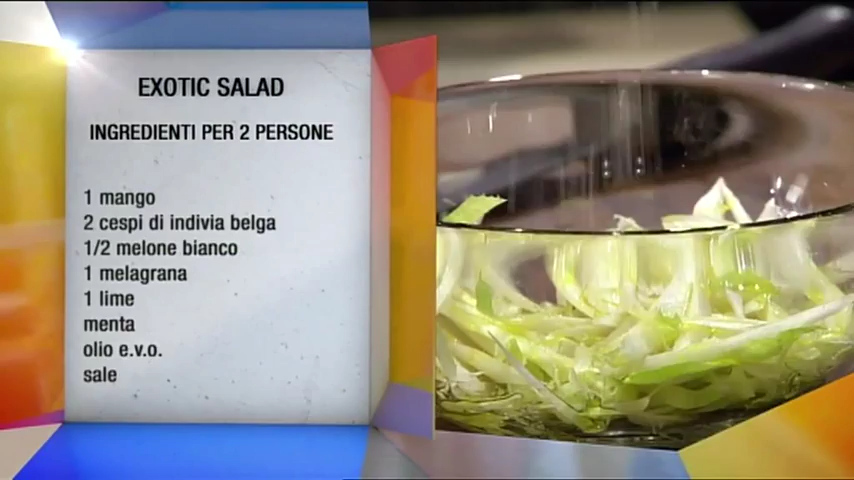 EXOTIC SALAD
INGREDIENTI PER 2 PERSONE
1 mango
2 cespi di indivia belga
1/2 melone bianco
1 melagrana
1 lime
menta
olio e.v.o.
sale